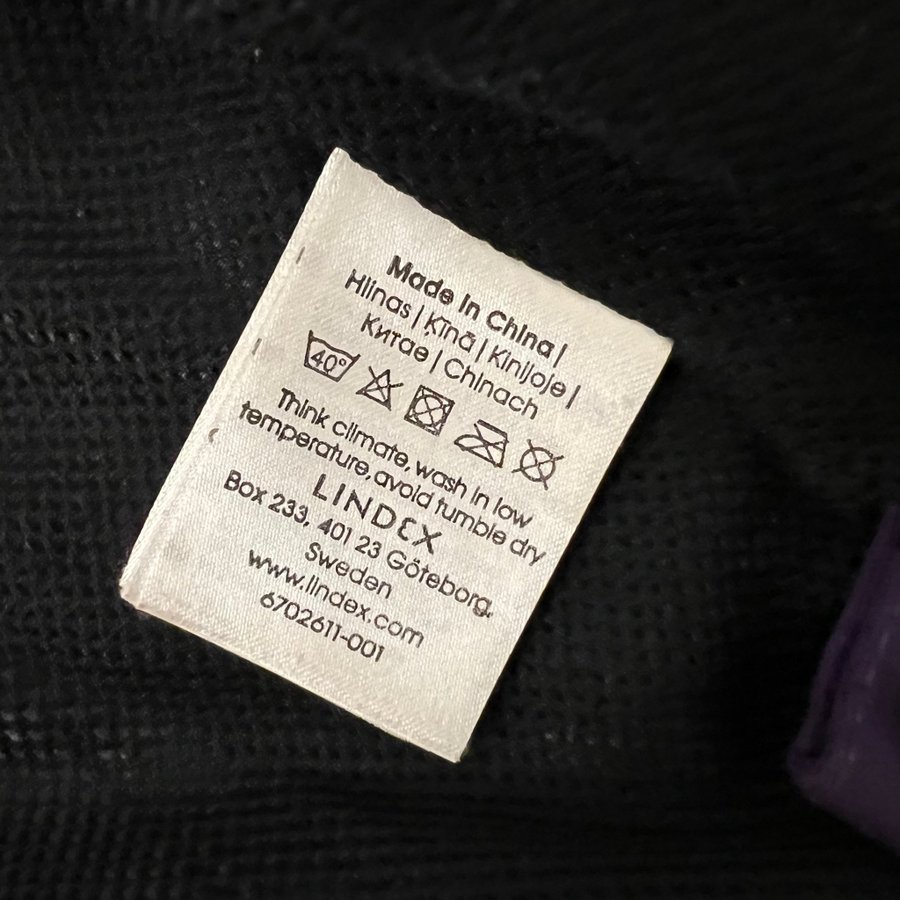 Made in China |
Hiinas | Ķīnā | Kinijoje |
Китае | Chinach
40°
Think climate, wash in low
temperature, avoid tumble dry
LINDEX
Box 233, 401 23 Göteborg,
Sweden
www.lindex.com
6702611-001